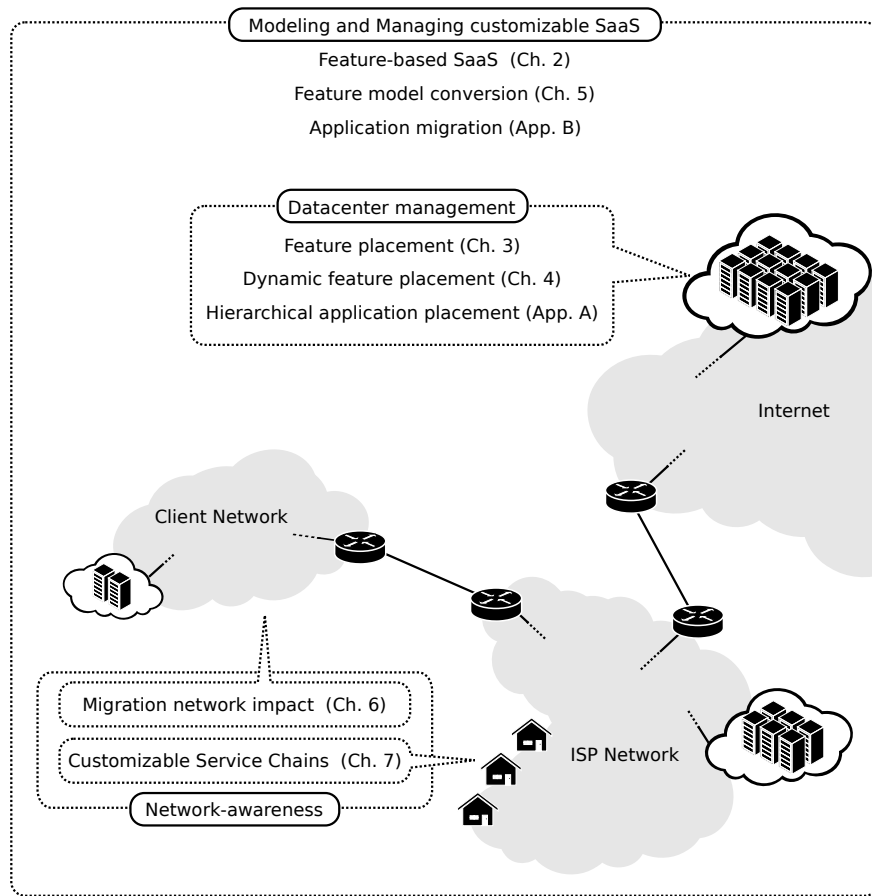 Modeling and Managing customizable SaaS
Feature-based SaaS (Ch. 2)
Feature model conversion (Ch. 5)
Application migration (App. B)
Datacenter management
Feature placement (Ch. 3)
Dynamic feature placement (Ch. 4)
Hierarchical application placement (App. A)
Internet
Client Network
Migration network impact (Ch. 6)
Customizable Service Chains (Ch. 7)
ISP Network
Network-awareness